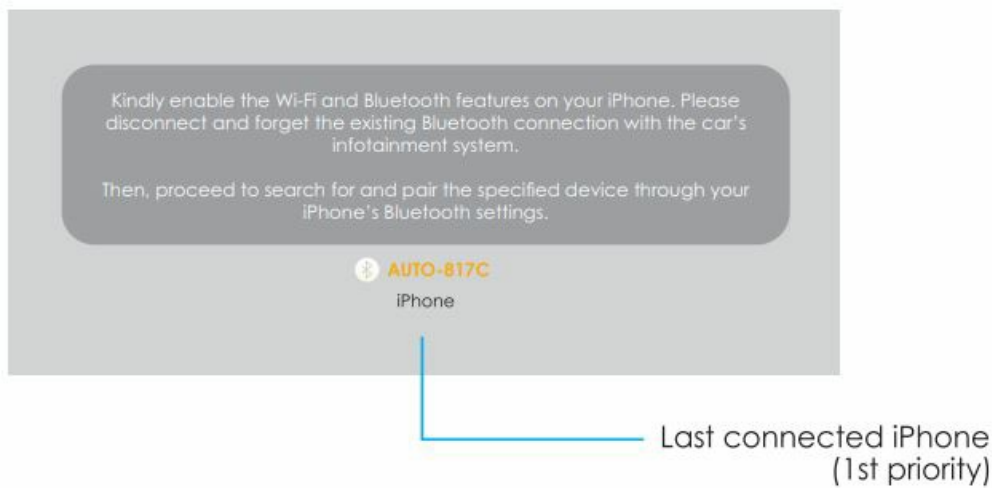 Kindly enable the Wi-Fi and Bluetooth features on your iPhone. Please
disconnect and forget the existing Bluetooth connection with the car's
infotainment system.
Then, proceed to search for and pair the specified device through your
iPhone's Bluetooth settings.
AUTO-817C
iPhone
Last connected iPhone
(1st priority)